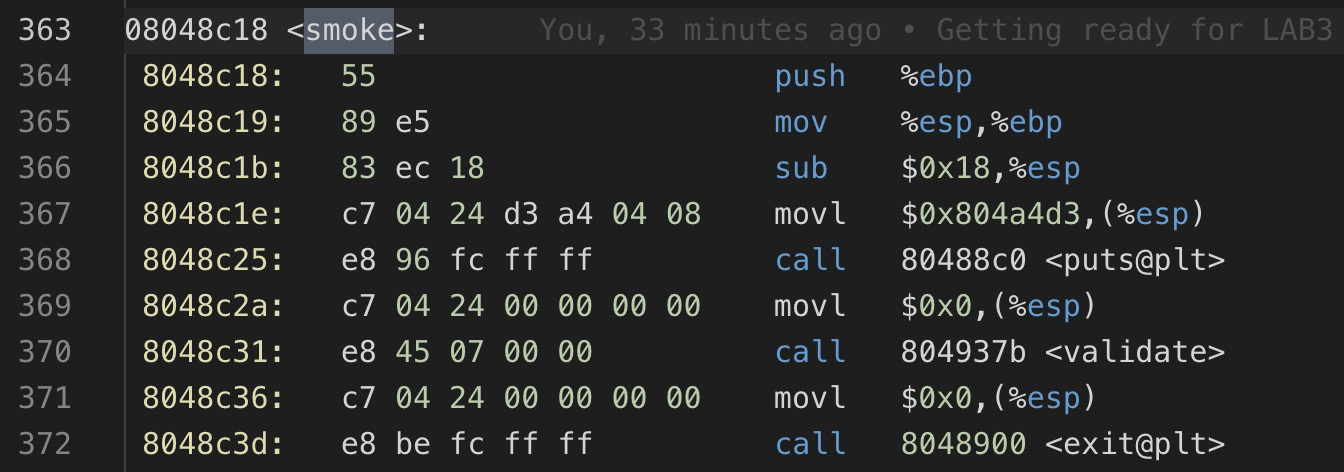 363 08048c18 <smoke>: You, 33 minutes ago • Getting ready for LAB3
364 8048c18: 55 push %ebp
365 8048c19: 89 e5 mov %esp,%ebp
366 8048c1b: 83 ec 18 sub $0x18,%esp
367 8048c1e: c7 04 24 d3 a4 04 08 movl $0x804a4d3,(%esp)
368 8048c25: e8 96 fc ff ff call 80488c0 <puts@plt>
369 8048c2a: c7 04 24 00 00 00 00 movl $0x0,(%esp)
370 8048c31: e8 45 07 00 00 call 804937b <validate>
371 8048c36: c7 04 24 00 00 00 00 movl $0x0,(%esp)
372 8048c3d: e8 be fc ff ff call 8048900 <exit@plt>